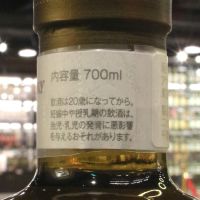 内容量 700ml
飲酒は20歳になってから。
妊娠中や授乳期の飲酒は、
胎児・乳児の発育に悪影響
を与えるおそれがあります。